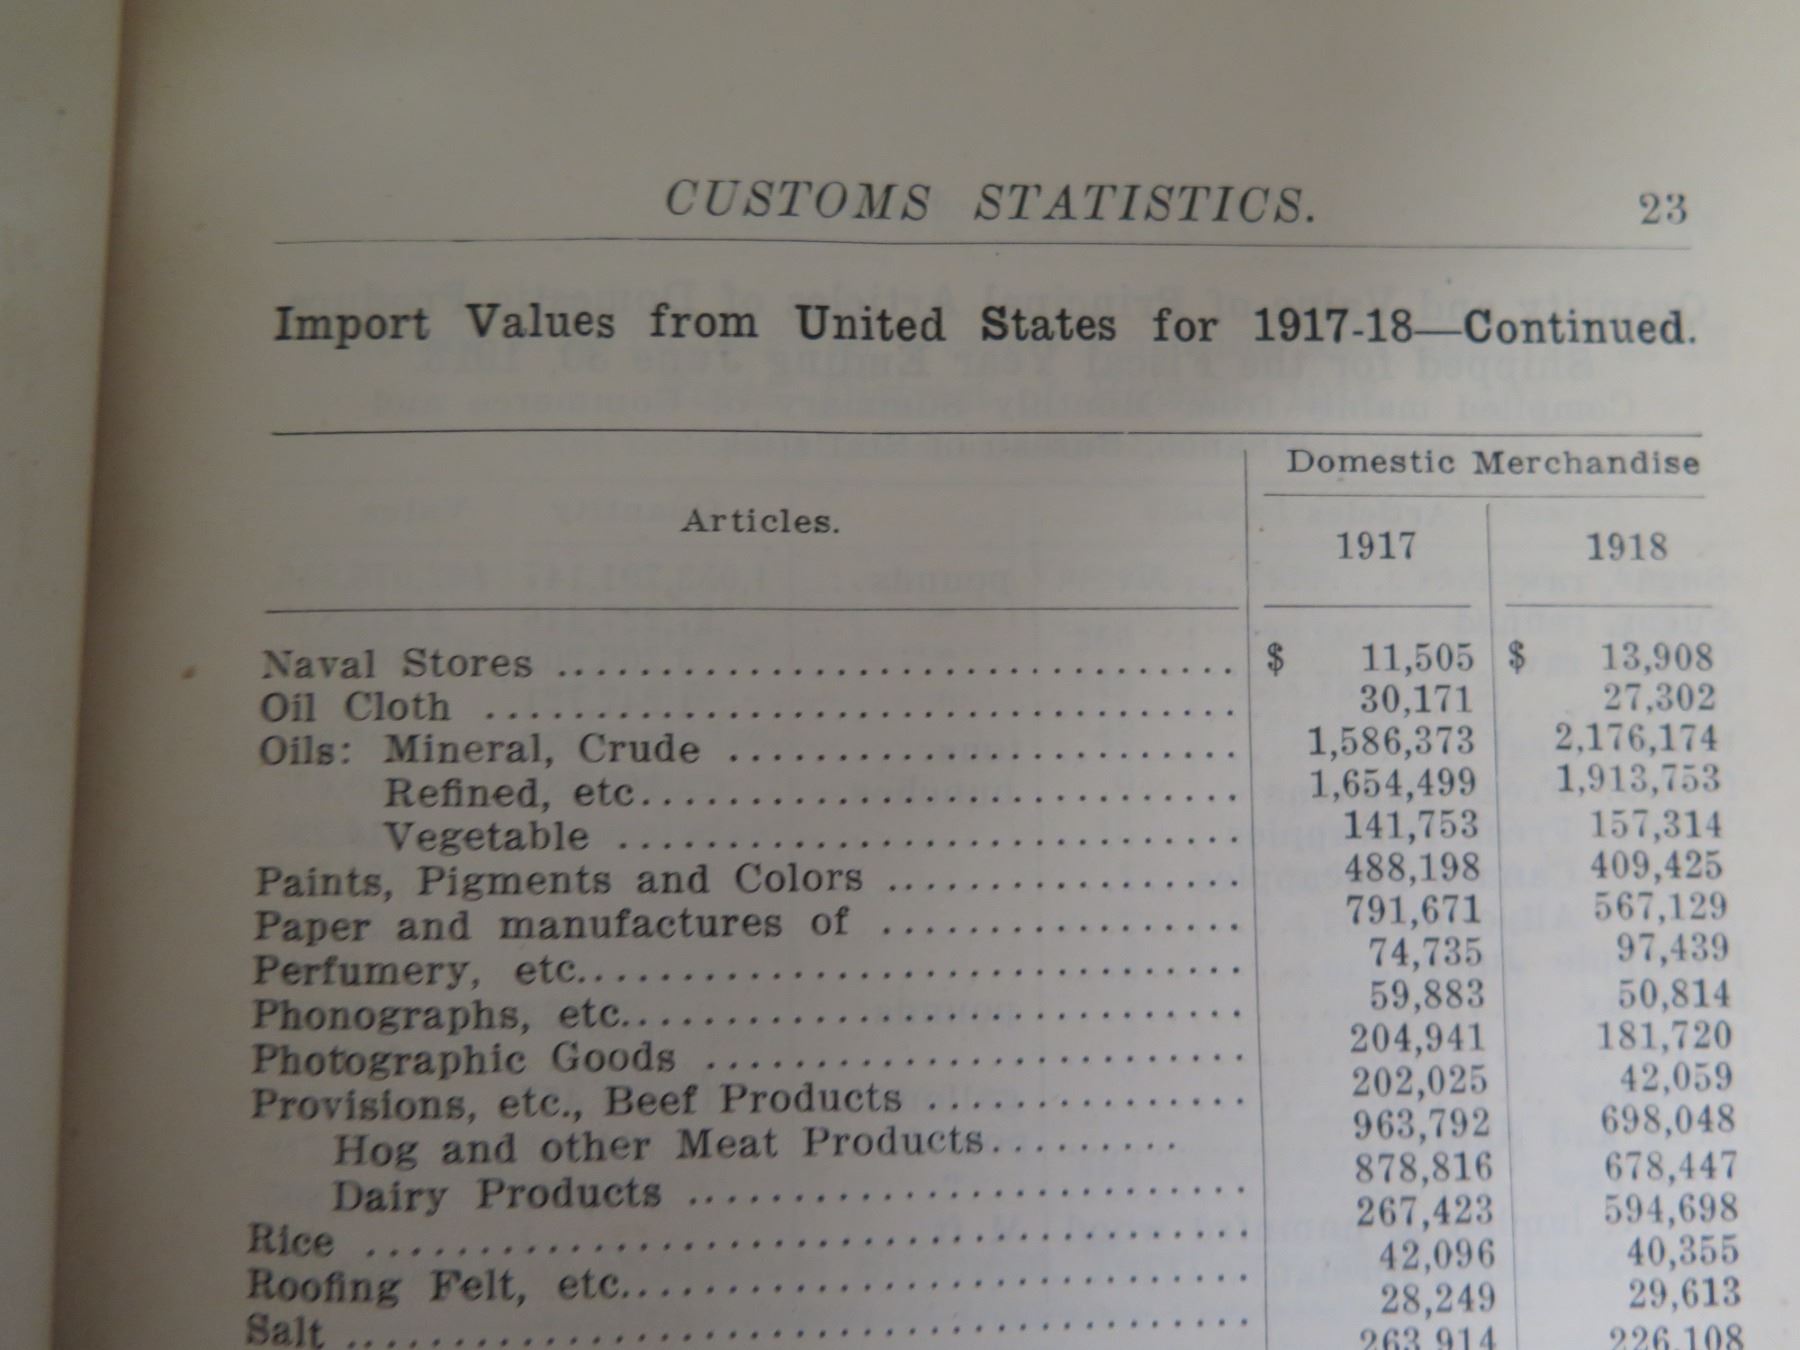 CUSTOMS STATISTICS. 23
Import Values from United States for 1917-18—Continued.
Articles. Domestic Merchandise
1917 1918
Naval Stores .............................. $ 11,505 $ 13,908
Oil Cloth .............................. 30,171 27,302
Oils: Mineral, Crude .............................. 1,586,373 2,176,174
Refined, etc.............................. 1,654,499 1,913,753
Vegetable .............................. 141,753 157,314
Paints, Pigments and Colors .................. 488,198 409,425
Paper and manufactures of .................. 791,671 567,129
Perfumery, etc.............................. 74,735 97,439
Phonographs, etc.............................. 59,883 50,814
Photographic Goods .............................. 204,941 181,720
Provisions, etc., Beef Products ............... 202,025 42,059
Hog and other Meat Products.......... 963,792 698,048
Dairy Products .............................. 878,816 678,447
Rice .............................. 267,423 594,698
Roofing Felt, etc.............................. 42,096 40,355
Salt .............................. 28,249 29,613
263,914 226,108